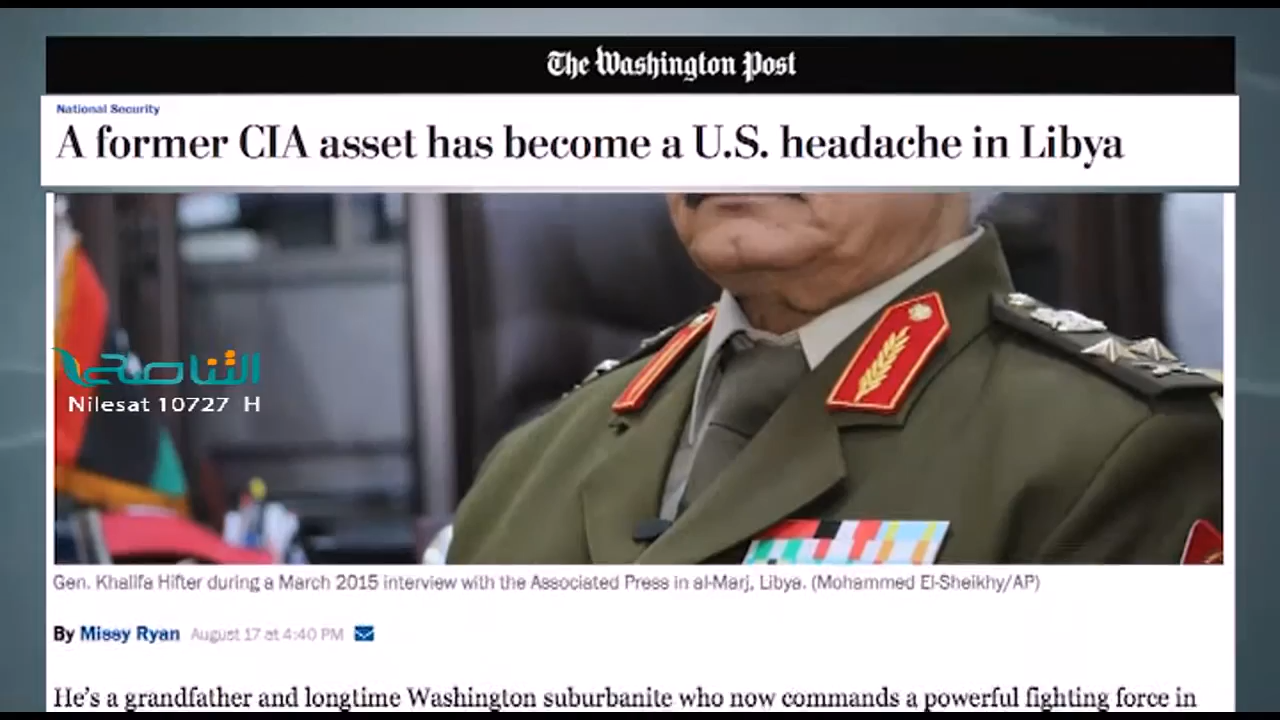 The Washington Post
National Security
A former CIA asset has become a U.S. headache in Libya
التناصح
Nilesat 10727 H
Gen. Khalifa Hifter during a March 2015 interview with the Associated Press in al-Marj, Libya. (Mohammed El-Sheikhy/AP)
By Missy Ryan August 17 at 4:40 PM
He's a grandfather and longtime Washington suburbanite who now commands a powerful fighting force in